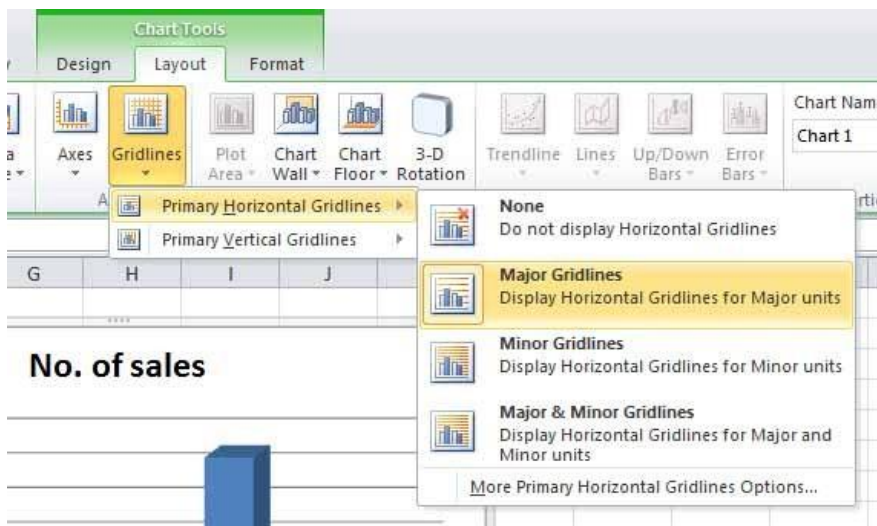 Chart Tools
Design Layout Format
Axes Gridlines Plot Area Chart Wall Chart Floor 3-D Rotation Trendline Lines Up/Down Bars Error Bars
Chart Nam
Chart 1
Primary Horizontal Gridlines
Primary Vertical Gridlines
None
Do not display Horizontal Gridlines
Major Gridlines
Display Horizontal Gridlines for Major units
Minor Gridlines
Display Horizontal Gridlines for Minor units
Major & Minor Gridlines
Display Horizontal Gridlines for Major and
Minor units
More Primary Horizontal Gridlines Options...
G H I J
No. of sales